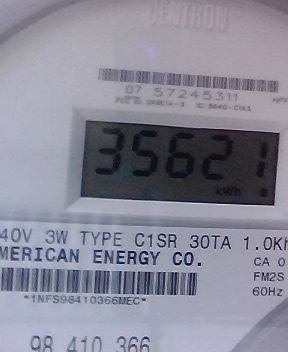 CENTRON
07 57245311
35621
kWh
40V 3W TYPE C1SR 30TA 1.0Kh
MERICAN ENERGY CO.
CA 0
FM2S
60Hz
*1NFS98410366MEC*
98 410 366